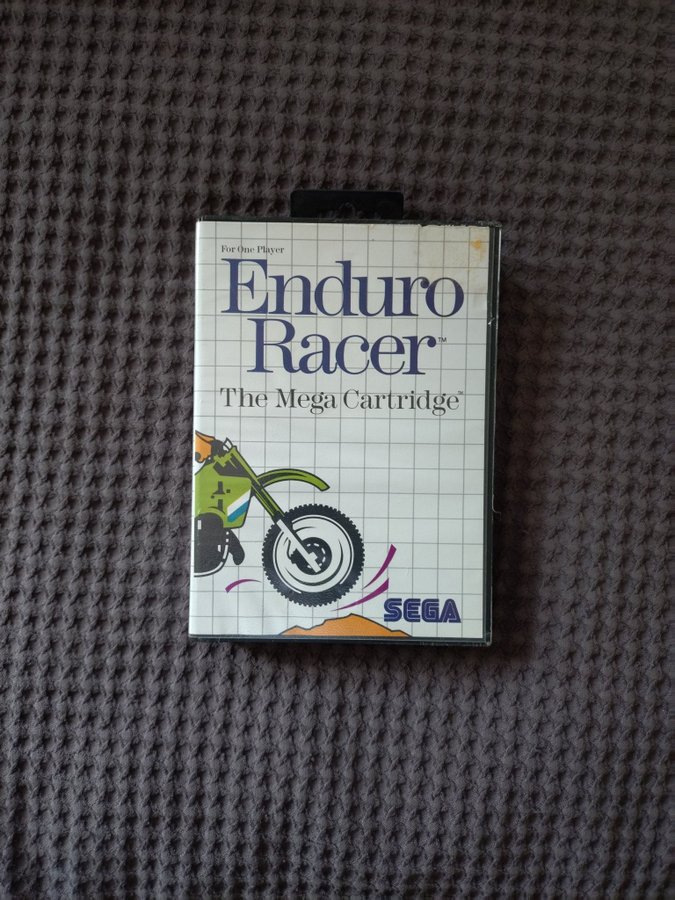 For One Player
Enduro
Racer™
The Mega Cartridge™
SEGA